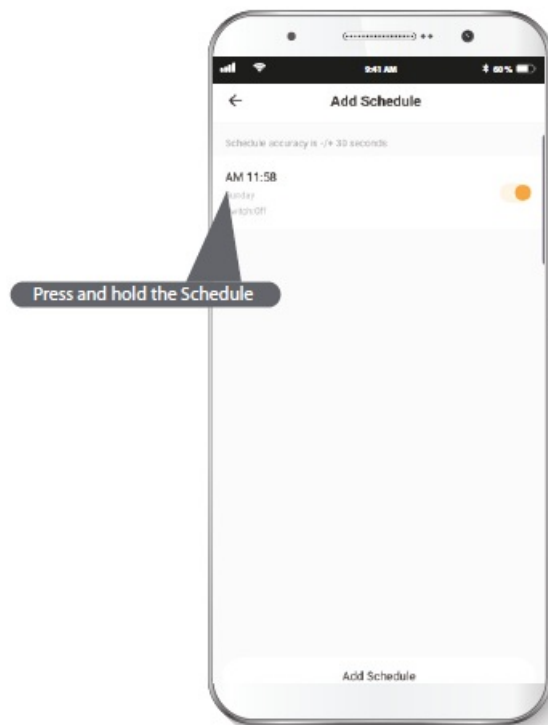 9:41 AM
60%
Add Schedule
Schedule accuracy is -/+ 30 seconds
AM 11:58
Press and hold the Schedule
Add Schedule